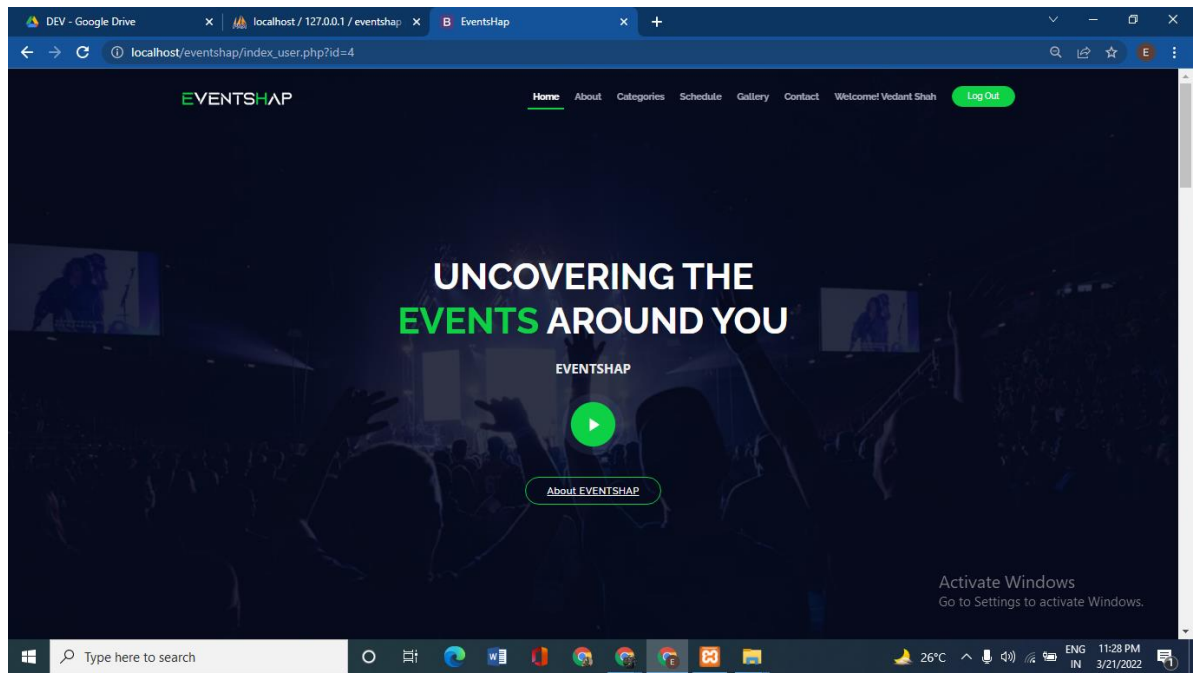 DEV - Google Drive
localhost / 127.0.0.1 / eventshap
B EventsHap
localhost/eventshap/index_user.php?id=4
E
EVENTSHAP
Home About Categories Schedule Gallery Contact Welcome! Vedant Shah Log Out
UNCOVERING THE
EVENTS AROUND YOU
EVENTSHAP
About EVENTSHAP
Activate Windows
Go to Settings to activate Windows.
Type here to search
26°C
ENG
IN
11:28 PM
3/21/2022
1